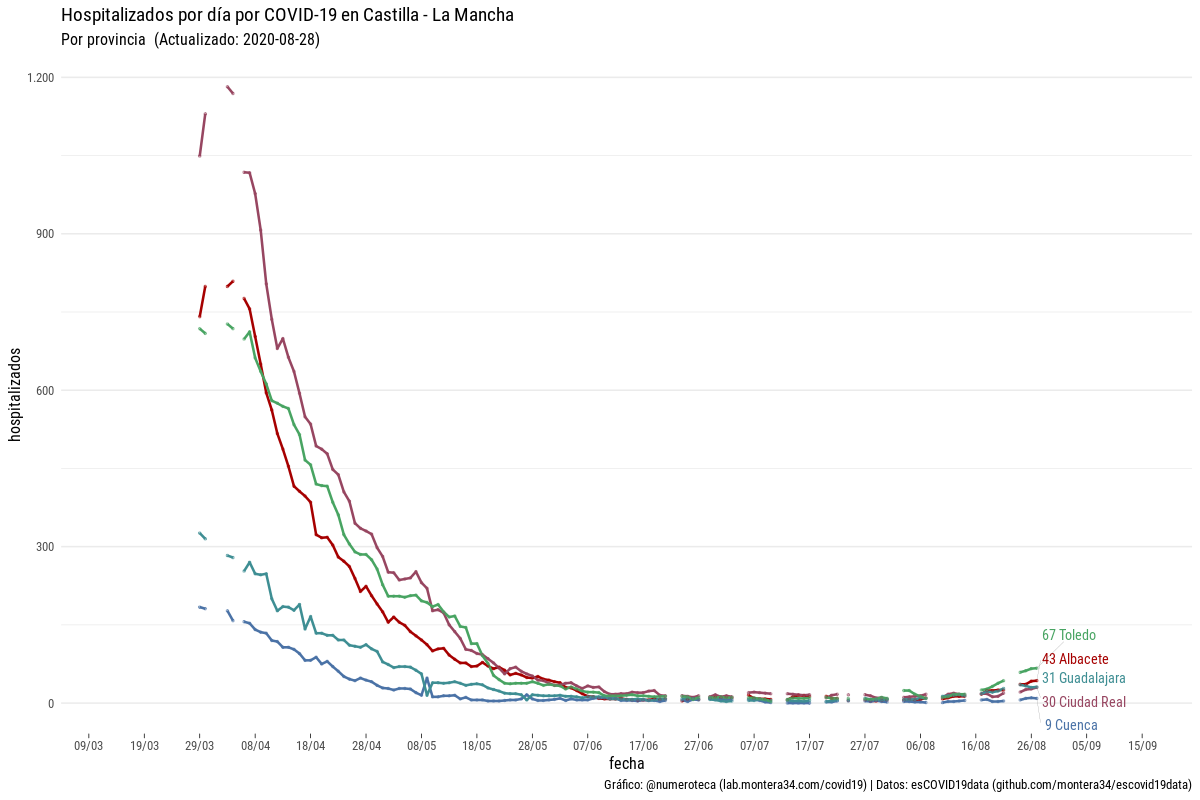 Hospitalizados por día por COVID-19 en Castilla - La Mancha
Por provincia  (Actualizado: 2020-08-28)
hospitalizados
1.200
900
600
300
0
67 Toledo
43 Albacete
31 Guadalajara
30 Ciudad Real
9 Cuenca
09/03 19/03 29/03 08/04 18/04 28/04 08/05 18/05 28/05 07/06 17/06 27/06 07/07 17/07 27/07 06/08 16/08 26/08 05/09 15/09
fecha
Gráfico: @numeroteca (lab.montera34.com/covid19) | Datos: esCOVID19data (github.com/montera34/escovid19data)